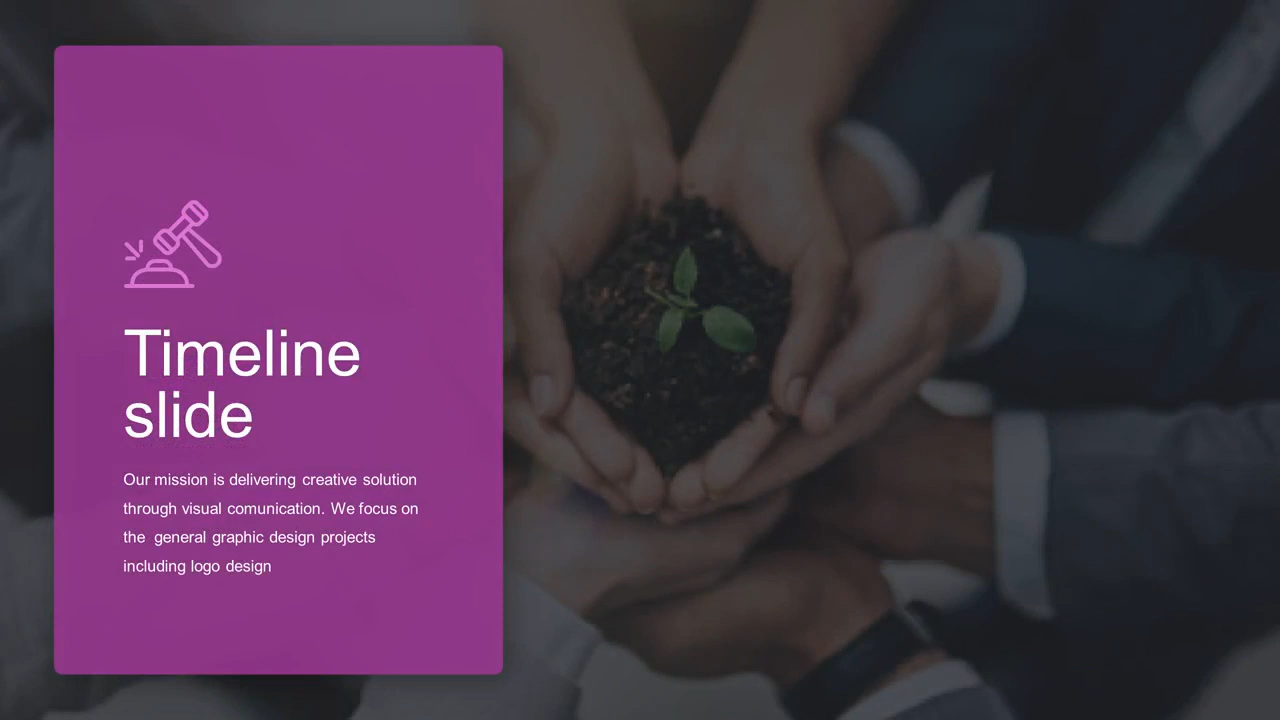 Timeline
slide
Our mission is delivering creative solution
through visual comunication. We focus on
the general graphic design projects
including logo design